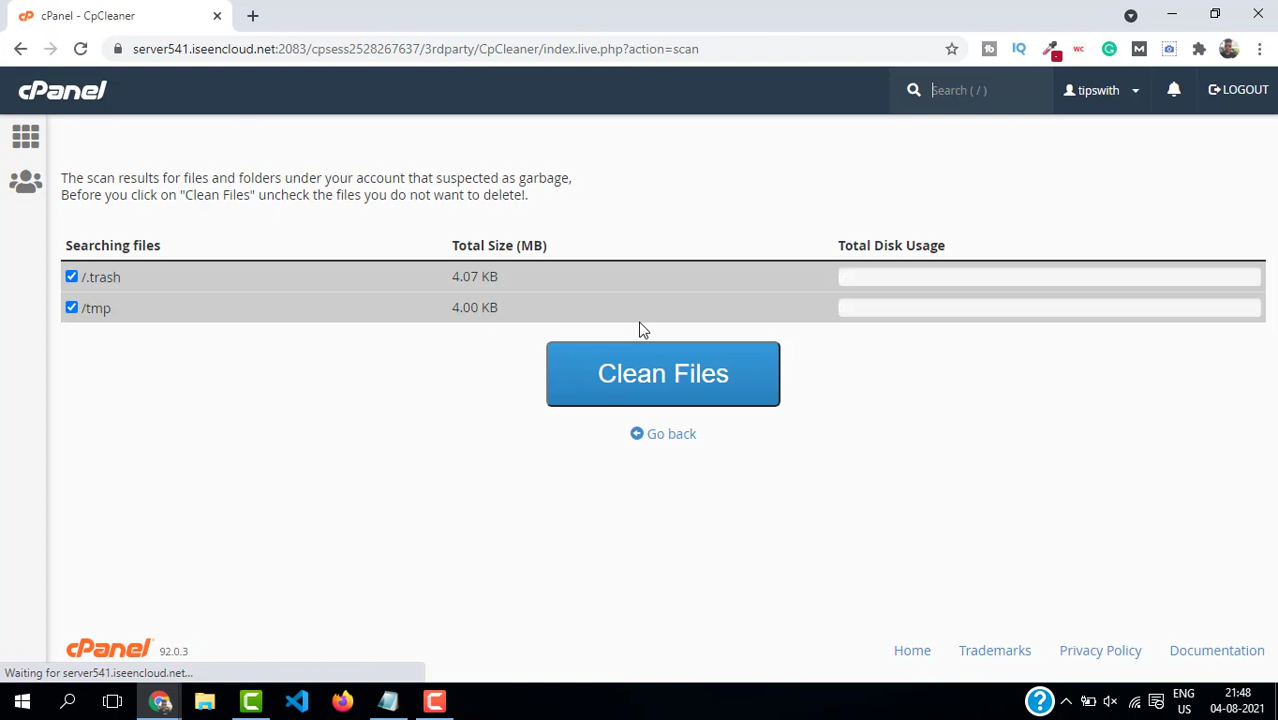 cPanel - CpCleaner
server541.iseencloud.net:2083/cpsess2528267637/3rdparty/CpCleaner/index.live.php?action=scan
IQ
WC
M
cPanel
Search ( / )
tipswith
LOGOUT
The scan results for files and folders under your account that suspected as garbage,
Before you click on "Clean Files" uncheck the files you do not want to deletel.
Searching files Total Size (MB) Total Disk Usage
/.trash 4.07 KB
/tmp 4.00 KB
Clean Files
Go back
cPanel 92.0.3 Home Trademarks Privacy Policy Documentation
Waiting for server541.iseencloud.net...
ENG
US
21:48
04-08-2021